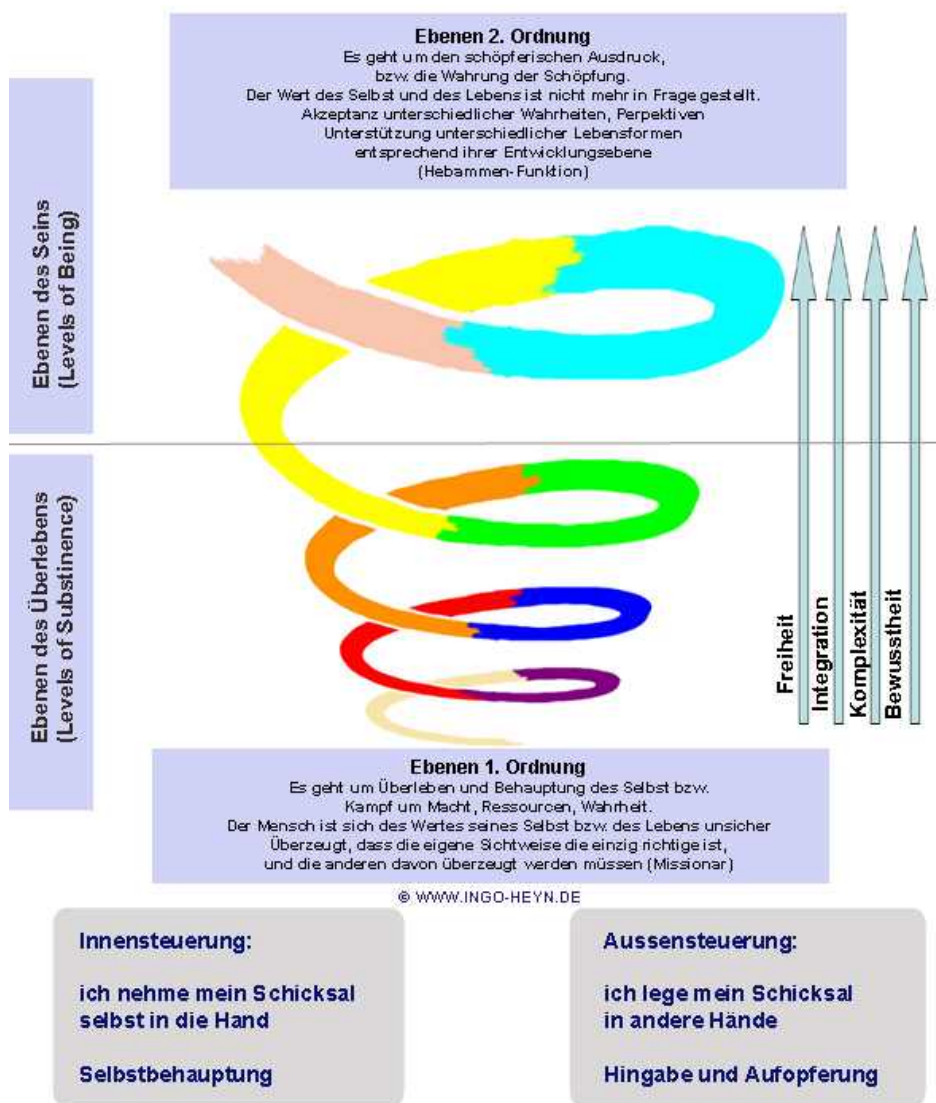 Ebenen 2. Ordnung
Es geht um den schöpferischen Ausdruck,
bzw. die Wahrung der Schöpfung.
Der Wert des Selbst und des Lebens ist nicht mehr in Frage gestellt.
Akzeptanz unterschiedlicher Wahrheiten, Perpektiven
Unterstützung unterschiedlicher Lebensformen
entsprechend ihrer Entwicklungsebene
(Hebammen-Funktion)
Ebenen des Seins
(Levels of Being)
Ebenen des Überlebens
(Levels of Substinence)
Freiheit
Integration
Komplexität
Bewusstheit
Ebenen 1. Ordnung
Es geht um Überleben und Behauptung des Selbst bzw.
Kampf um Macht, Ressourcen, Wahrheit.
Der Mensch ist sich des Wertes seines Selbst bzw. des Lebens unsicher
Überzeugt, dass die eigene Sichtweise die einzig richtige ist,
und die anderen davon überzeugt werden müssen (Missionar)
© WWW.INGO-HEYN.DE
Innensteuerung:
ich nehme mein Schicksal
selbst in die Hand
Selbstbehauptung
Aussensteuerung:
ich lege mein Schicksal
in andere Hände
Hingabe und Aufopferung